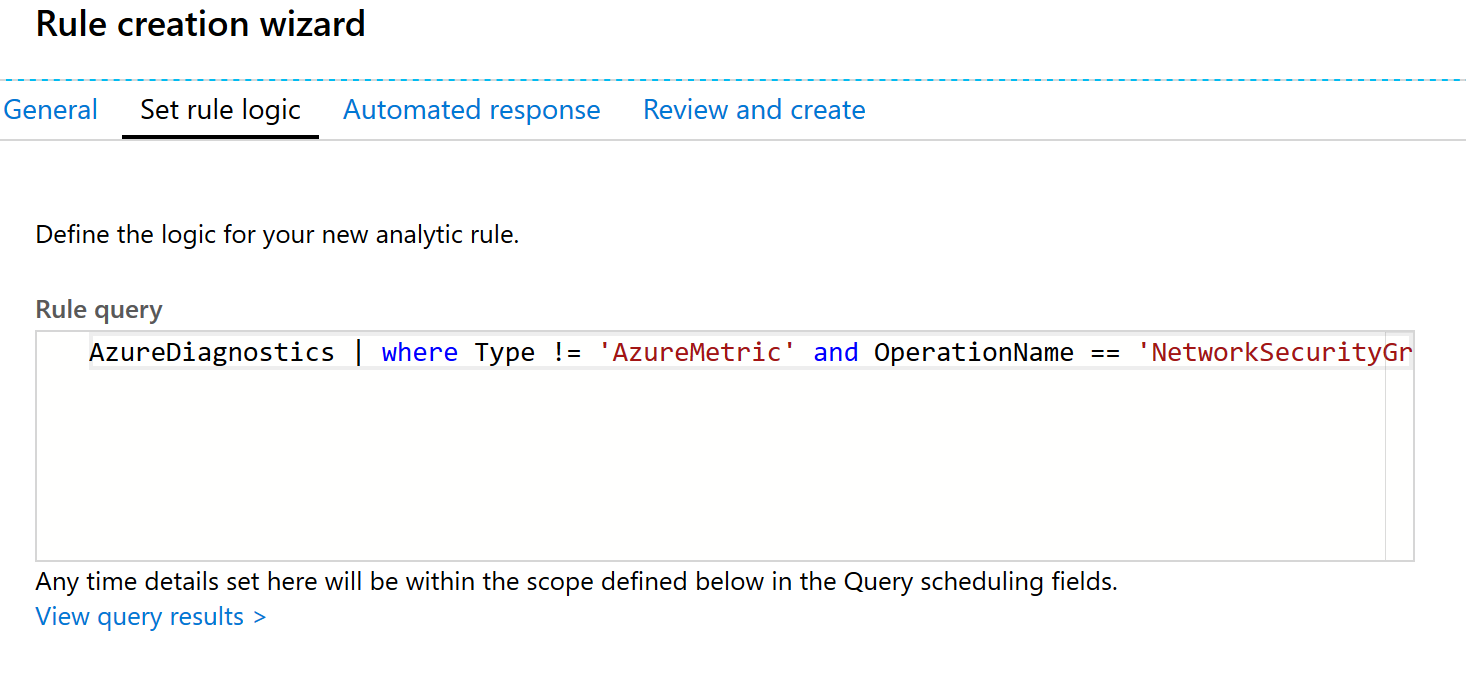 Rule creation wizard
General Set rule logic Automated response Review and create
Define the logic for your new analytic rule.
Rule query
AzureDiagnostics | where Type != 'AzureMetric' and OperationName == 'NetworkSecurityGr
Any time details set here will be within the scope defined below in the Query scheduling fields.
View query results >